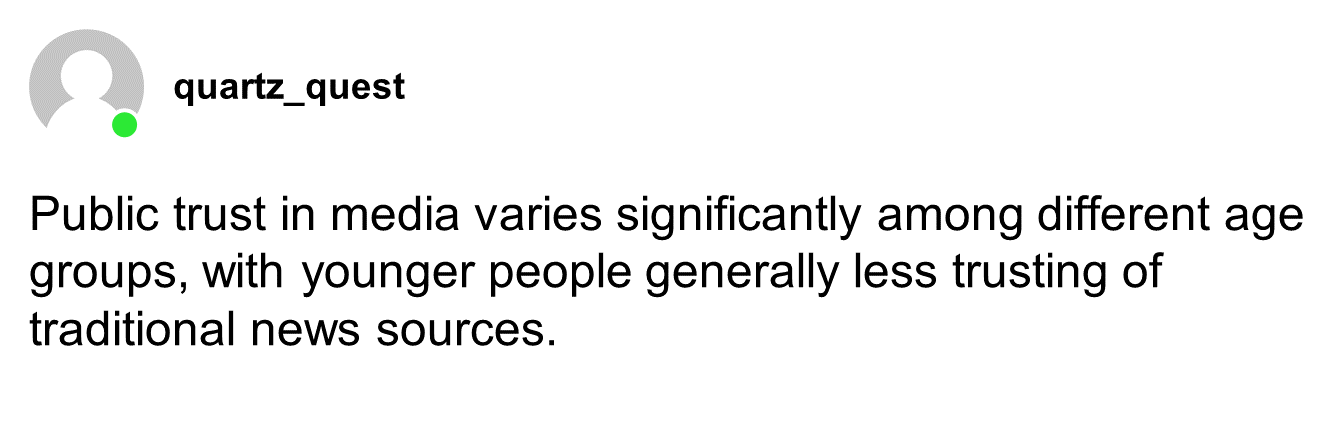 quartz_quest
Public trust in media varies significantly among different age
groups, with younger people generally less trusting of
traditional news sources.